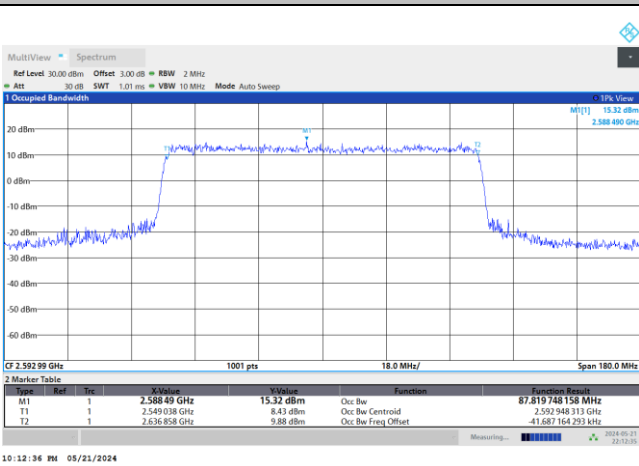 MultiView Spectrum
Ref Level 30.00 dBm Offset 3.00 dB RBW 2 MHz
Att 30 dB SWT 1.01 ms VBW 10 MHz Mode Auto Sweep
1 Occupied Bandwidth 1Pk View
M1[1] 15.32 dBm
2.588 490 GHz
20 dBm
M1
T1
T2
10 dBm
0 dBm
-10 dBm
-20 dBm
-30 dBm
-40 dBm
-50 dBm
-60 dBm
CF 2.592 99 GHz 1001 pts 18.0 MHz/ Span 180.0 MHz
2 Marker Table
Type Ref Trc X-Value Y-Value Function Function Result
M1 1 2.588 49 GHz 15.32 dBm Occ Bw 87.819 748 158 MHz
T1 1 2.549 038 GHz 8.43 dBm Occ Bw Centroid 2.592 948 313 GHz
T2 1 2.636 858 GHz 9.88 dBm Occ Bw Freq Offset -41.687 164 293 kHz
Measuring... 2024-05-21
22:12:35
10:12:36 PM 05/21/2024